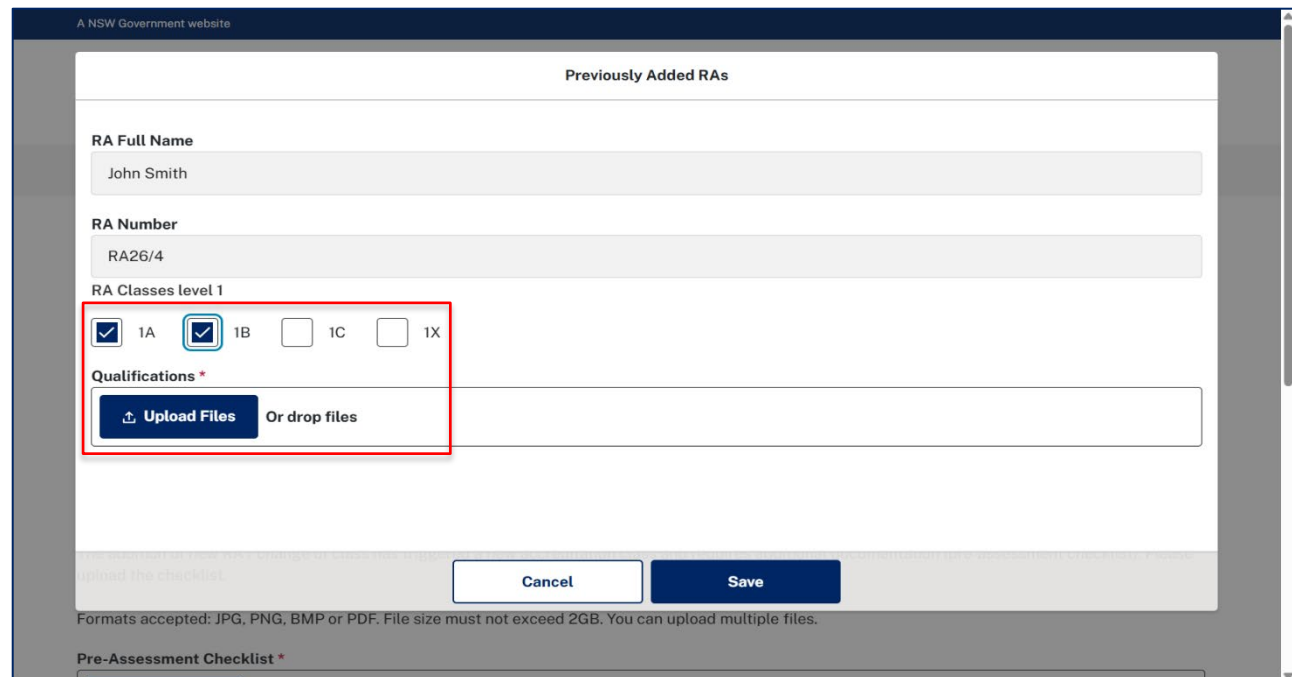 A NSW Government website
Previously Added RAs
RA Full Name
John Smith
RA Number
RA26/4
RA Classes level 1
1A 1B 1C 1X
Qualifications *
Upload Files Or drop files
upload the checklist.
Cancel Save
Formats accepted: JPG, PNG, BMP or PDF. File size must not exceed 2GB. You can upload multiple files.
Pre-Assessment Checklist *